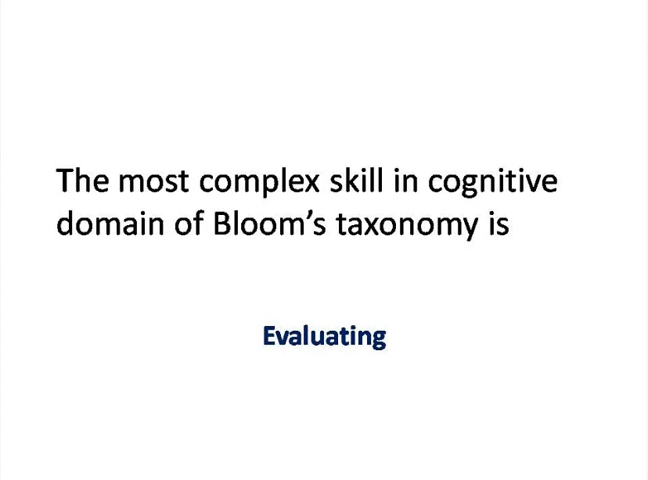 The most complex skill in cognitive
domain of Bloom’s taxonomy is
Evaluating